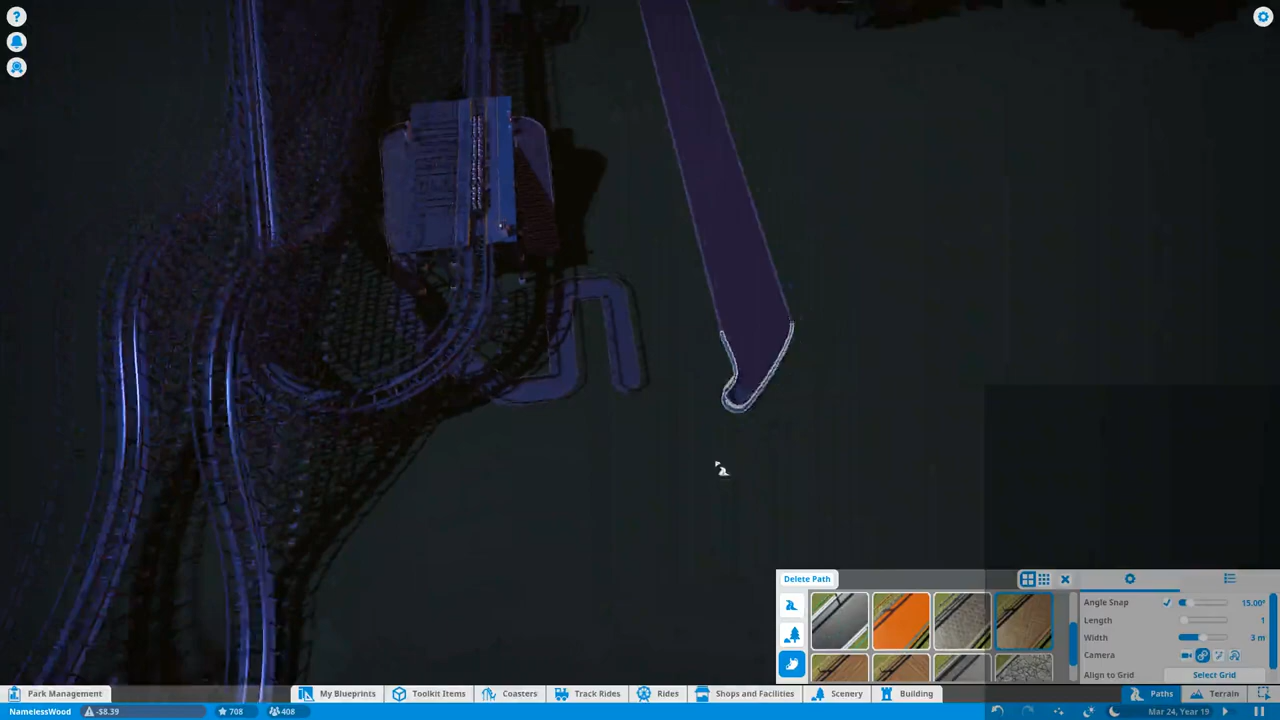 ?
Delete Path
Angle Snap 15.00°
Length 1
Width 3 m
Camera
Align to Grid Select Grid
Park Management My Blueprints Toolkit Items Coasters Track Rides Rides Shops and Facilities Scenery Building Paths Terrain
NamelessWood -$8.39 708 408 Mar 24, Year 19